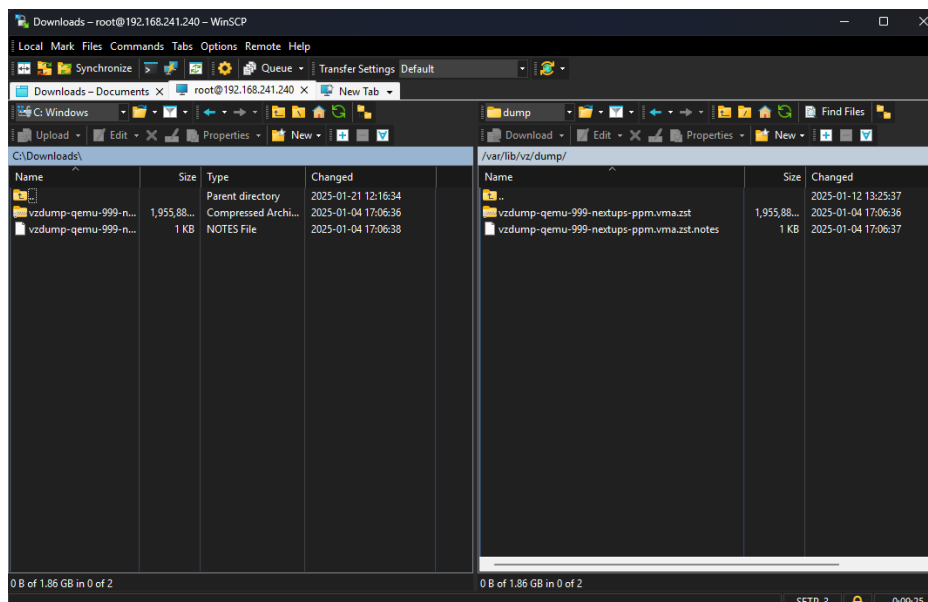 Downloads – root@192.168.241.240 – WinSCP
Local Mark Files Commands Tabs Options Remote Help
Synchronize Queue Transfer Settings Default
Downloads – Documents root@192.168.241.240 New Tab
C: Windows
dump Find Files
Upload Edit Properties New
Download Edit Properties New
C:\Downloads\
/var/lib/vz/dump/
Name Size Type Changed
.. Parent directory 2025-01-21 12:16:34
vzdump-qemu-999-n... 1,955,88... Compressed Archi... 2025-01-04 17:06:36
vzdump-qemu-999-n... 1 KB NOTES File 2025-01-04 17:06:38
Name Size Changed
.. 2025-01-12 13:25:37
vzdump-qemu-999-nextups-ppm.vma.zst 1,955,88... 2025-01-04 17:06:36
vzdump-qemu-999-nextups-ppm.vma.zst.notes 1 KB 2025-01-04 17:06:37
0 B of 1.86 GB in 0 of 2
0 B of 1.86 GB in 0 of 2
SFTP-3 0:09:25